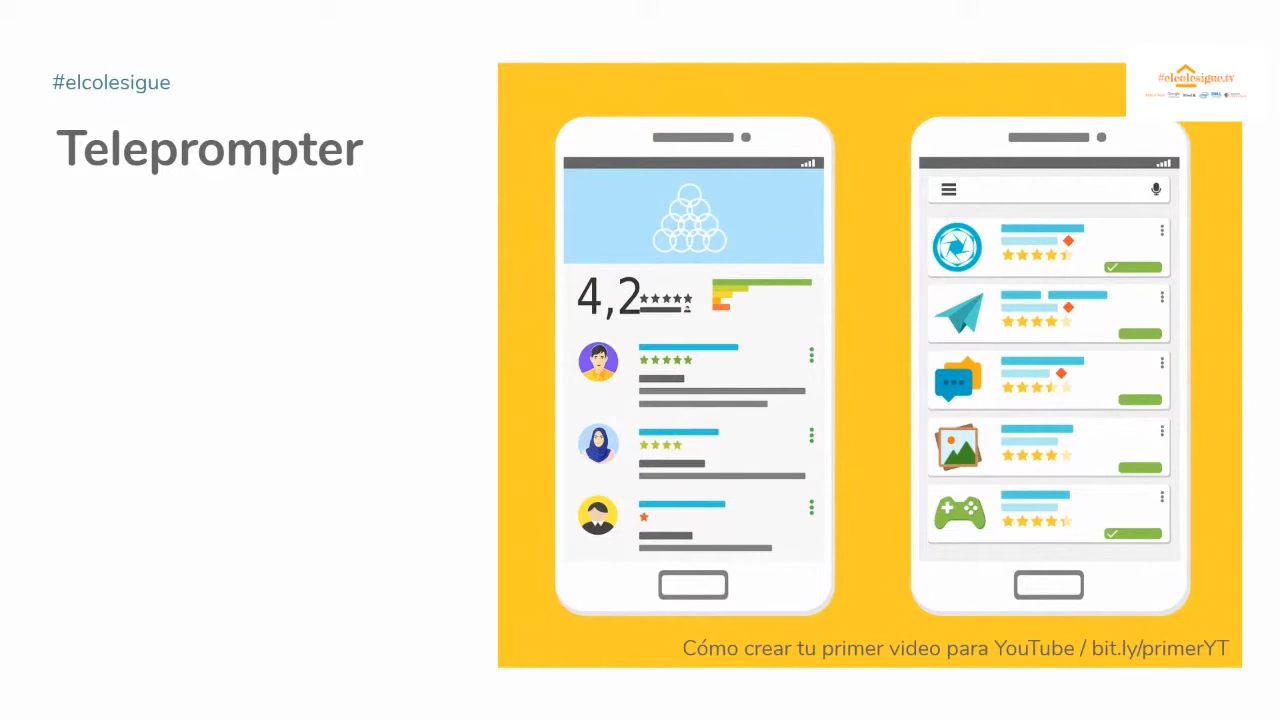 #elcolesigue
Teleprompter
#elcolesigue.tv
4,2
Cómo crear tu primer video para YouTube / bit.ly/primerYT